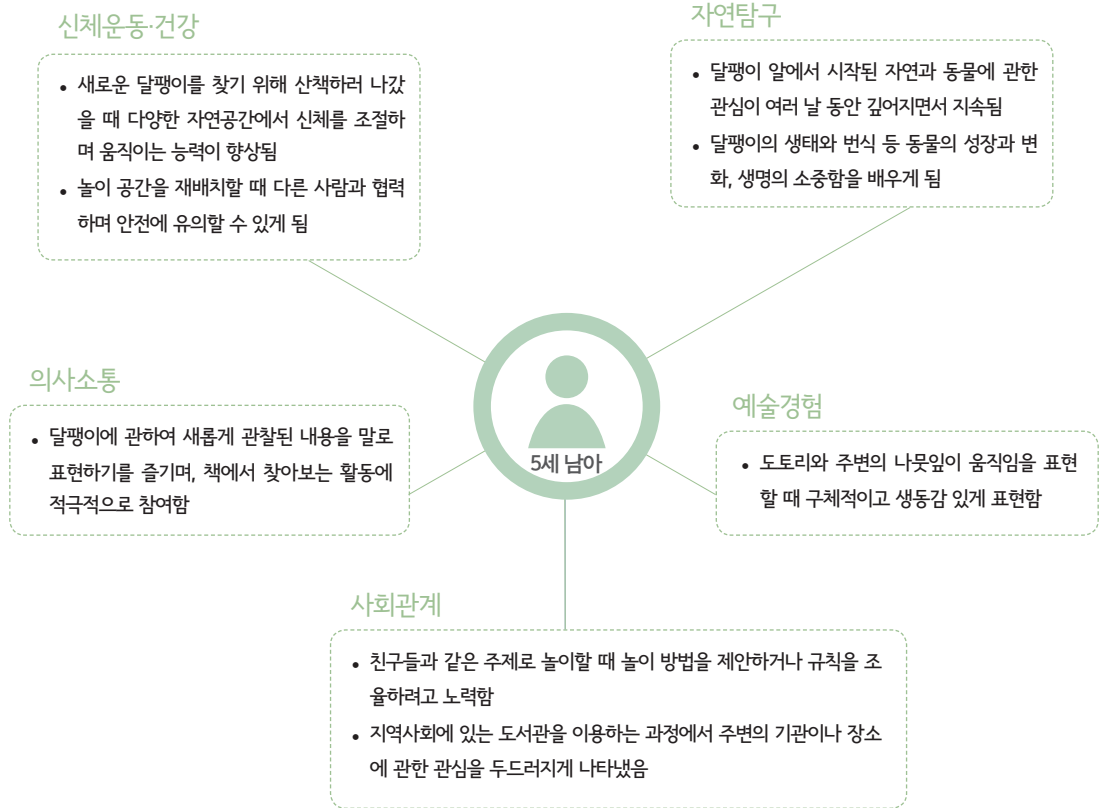 신체운동·건강
• 새로운 달팽이를 찾기 위해 산책하러 나갔
을 때 다양한 자연공간에서 신체를 조절하
며 움직이는 능력이 향상됨
• 놀이 공간을 재배치할 때 다른 사람과 협력
하며 안전에 유의할 수 있게 됨
자연탐구
• 달팽이 알에서 시작된 자연과 동물에 관한
관심이 여러 날 동안 깊어지면서 지속됨
• 달팽이의 생태와 번식 등 동물의 성장과 변
화, 생명의 소중함을 배우게 됨
의사소통
• 달팽이에 관하여 새롭게 관찰된 내용을 말로
표현하기를 즐기며, 책에서 찾아보는 활동에
적극적으로 참여함
5세 남아
예술경험
• 도토리와 주변의 나뭇잎이 움직임을 표현
할 때 구체적이고 생동감 있게 표현함
사회관계
• 친구들과 같은 주제로 놀이할 때 놀이 방법을 제안하거나 규칙을 조
율하려고 노력함
• 지역사회에 있는 도서관을 이용하는 과정에서 주변의 기관이나 장소
에 관한 관심을 두드러지게 나타냈음